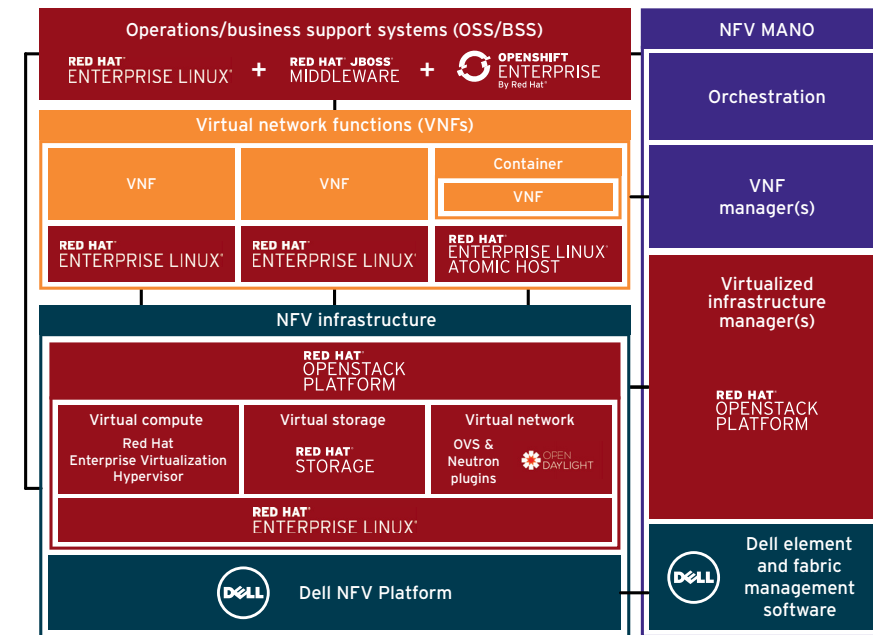 Operations/business support systems (OSS/BSS)
RED HAT®
ENTERPRISE LINUX®
+
RED HAT® JBOSS®
MIDDLEWARE
+
OPENSHIFT
ENTERPRISE
By Red Hat®
Virtual network functions (VNFs)
VNF
VNF
Container
VNF
RED HAT®
ENTERPRISE LINUX®
RED HAT®
ENTERPRISE LINUX®
RED HAT®
ENTERPRISE LINUX®
ATOMIC HOST
NFV infrastructure
RED HAT®
OPENSTACK
PLATFORM
Virtual compute
Red Hat
Enterprise Virtualization
Hypervisor
Virtual storage
RED HAT®
STORAGE
Virtual network
OVS &
Neutron
plugins
OPEN
DAYLIGHT
RED HAT®
ENTERPRISE LINUX®
DELL
Dell NFV Platform
NFV MANO
Orchestration
VNF
manager(s)
Virtualized
infrastructure
manager(s)
RED HAT®
OPENSTACK
PLATFORM
DELL
Dell element
and fabric
management
software